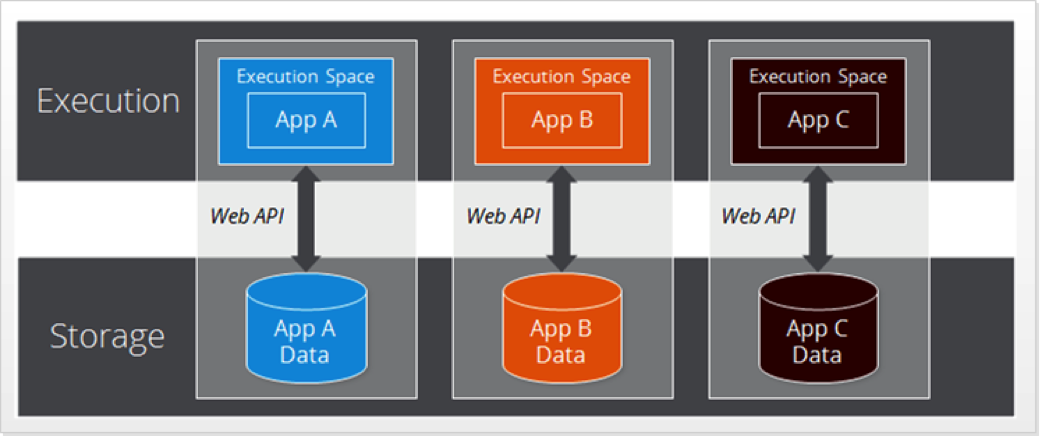 Execution
Execution Space
App A
Execution Space
App B
Execution Space
App C
Web API
Web API
Web API
Storage
App A
Data
App B
Data
App C
Data